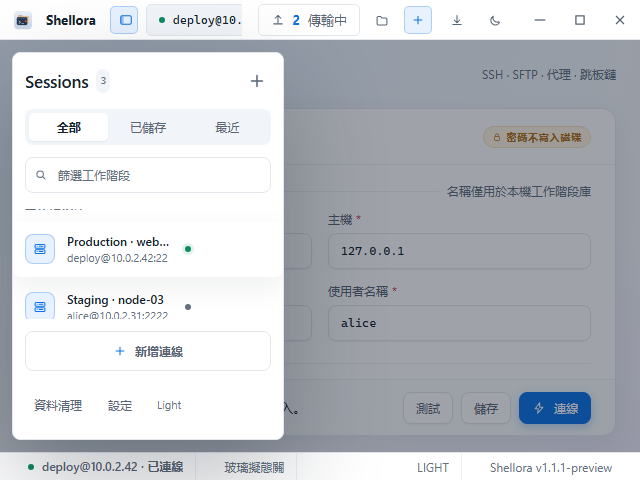 Shellora
deploy@10.
2 傳輸中
SSH · SFTP · 代理 · 跳板鏈
Sessions 3
全部 已儲存 最近
篩選工作階段
Production · web...
deploy@10.0.2.42:22
Staging · node-03
alice@10.0.2.31:2222
新增連線
資料清理 設定 Light
密碼不寫入磁碟
名稱僅用於本機工作階段庫
主機 *
127.0.0.1
使用者名稱 *
alice
入。
測試 儲存 連線
deploy@10.0.2.42 · 已連線 玻璃擬態關 LIGHT Shellora v1.1.1-preview